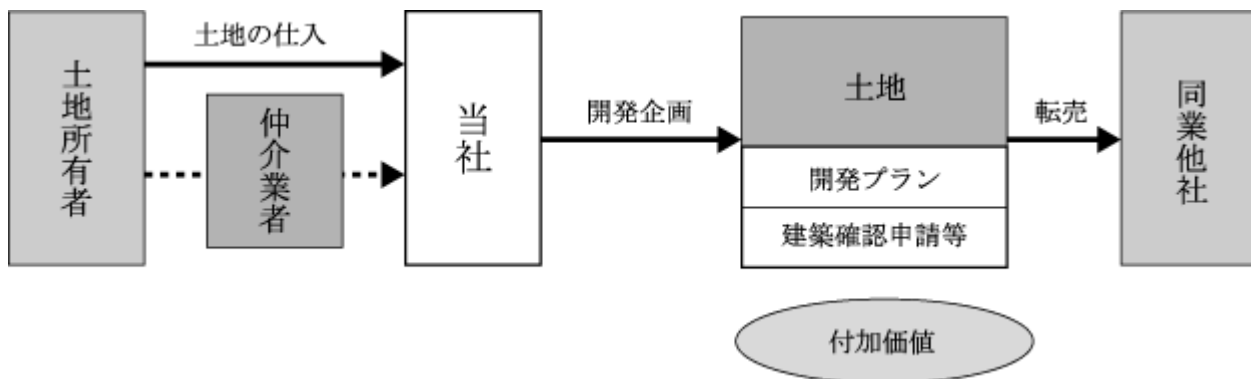 土地所有者
土地の仕入
仲介業者
当社
開発企画
土地
開発プラン
建築確認申請等
転売
同業他社
付加価値